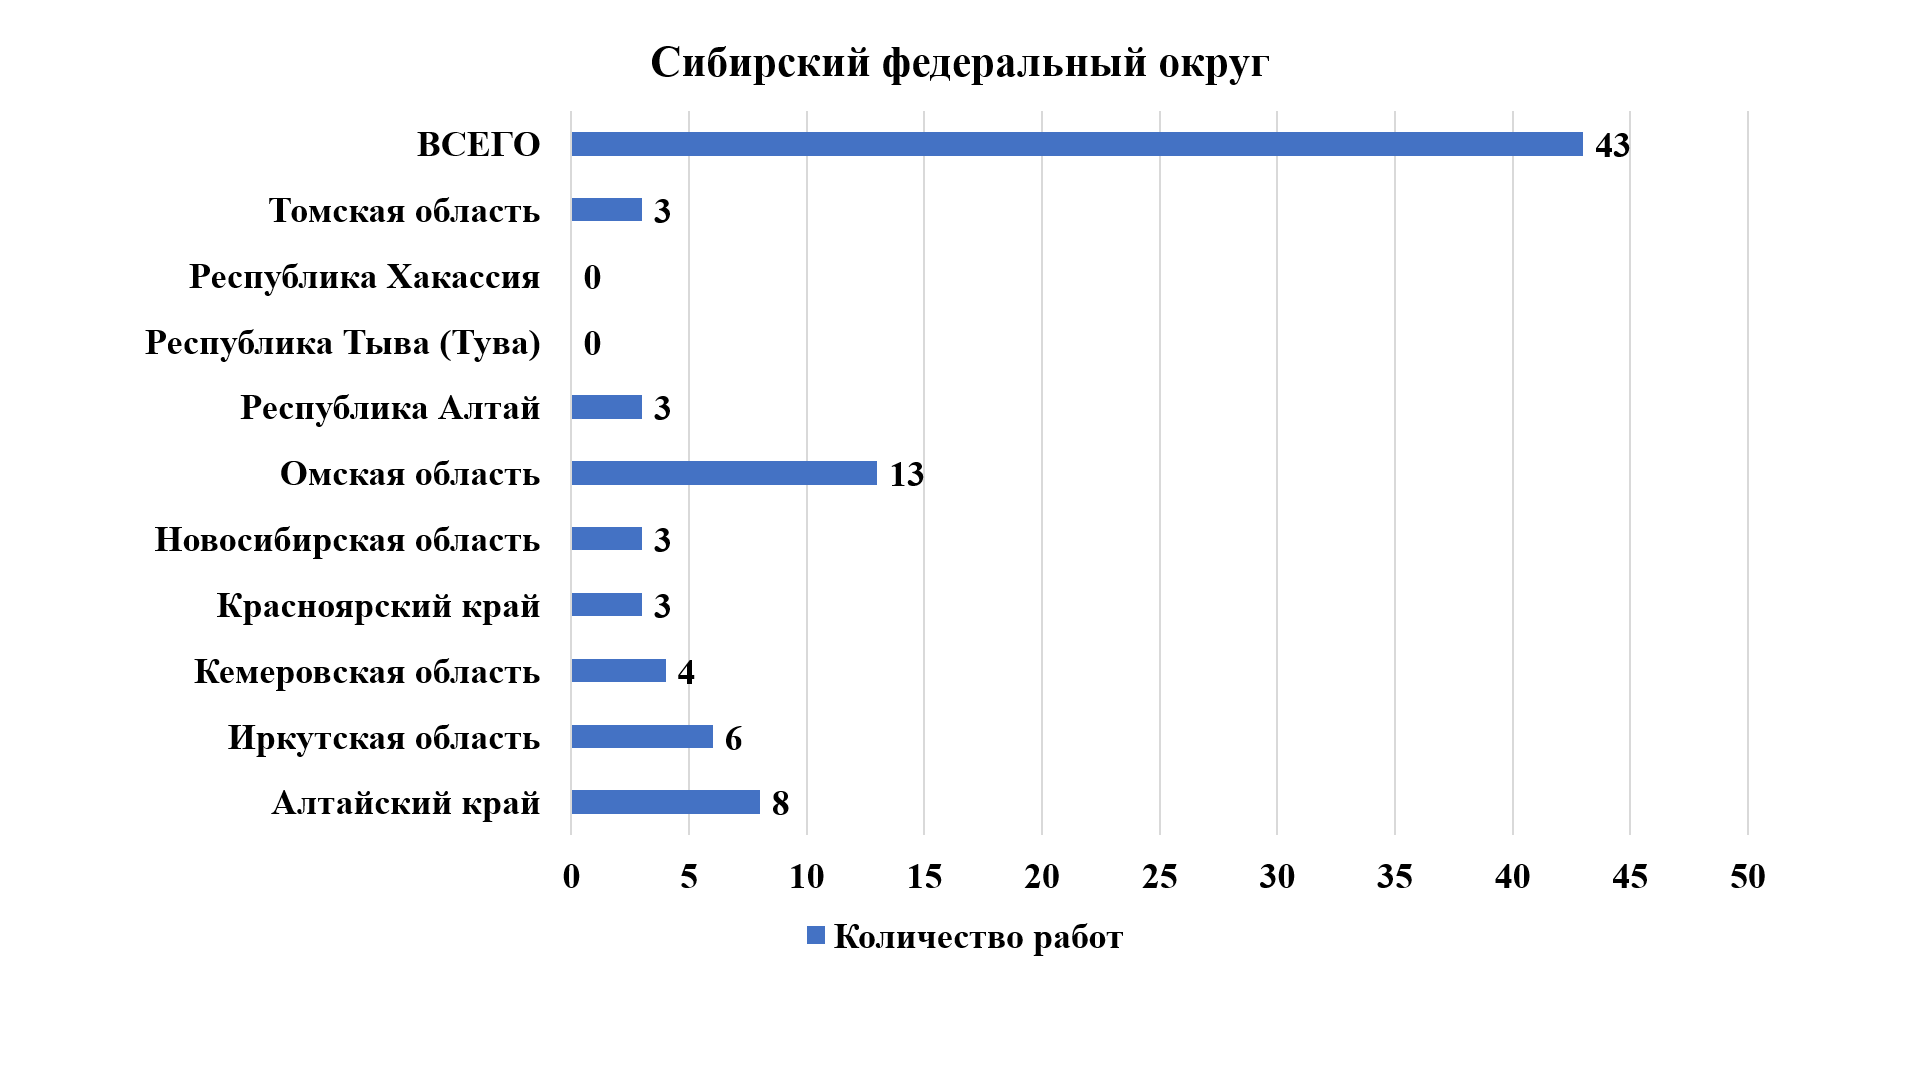 Сибирский федеральный округ
ВСЕГО 43
Томская область 3
Республика Хакассия 0
Республика Тыва (Тува) 0
Республика Алтай 3
Омская область 13
Новосибирская область 3
Красноярский край 3
Кемеровская область 4
Иркутская область 6
Алтайский край 8
0 5 10 15 20 25 30 35 40 45 50
Количество работ